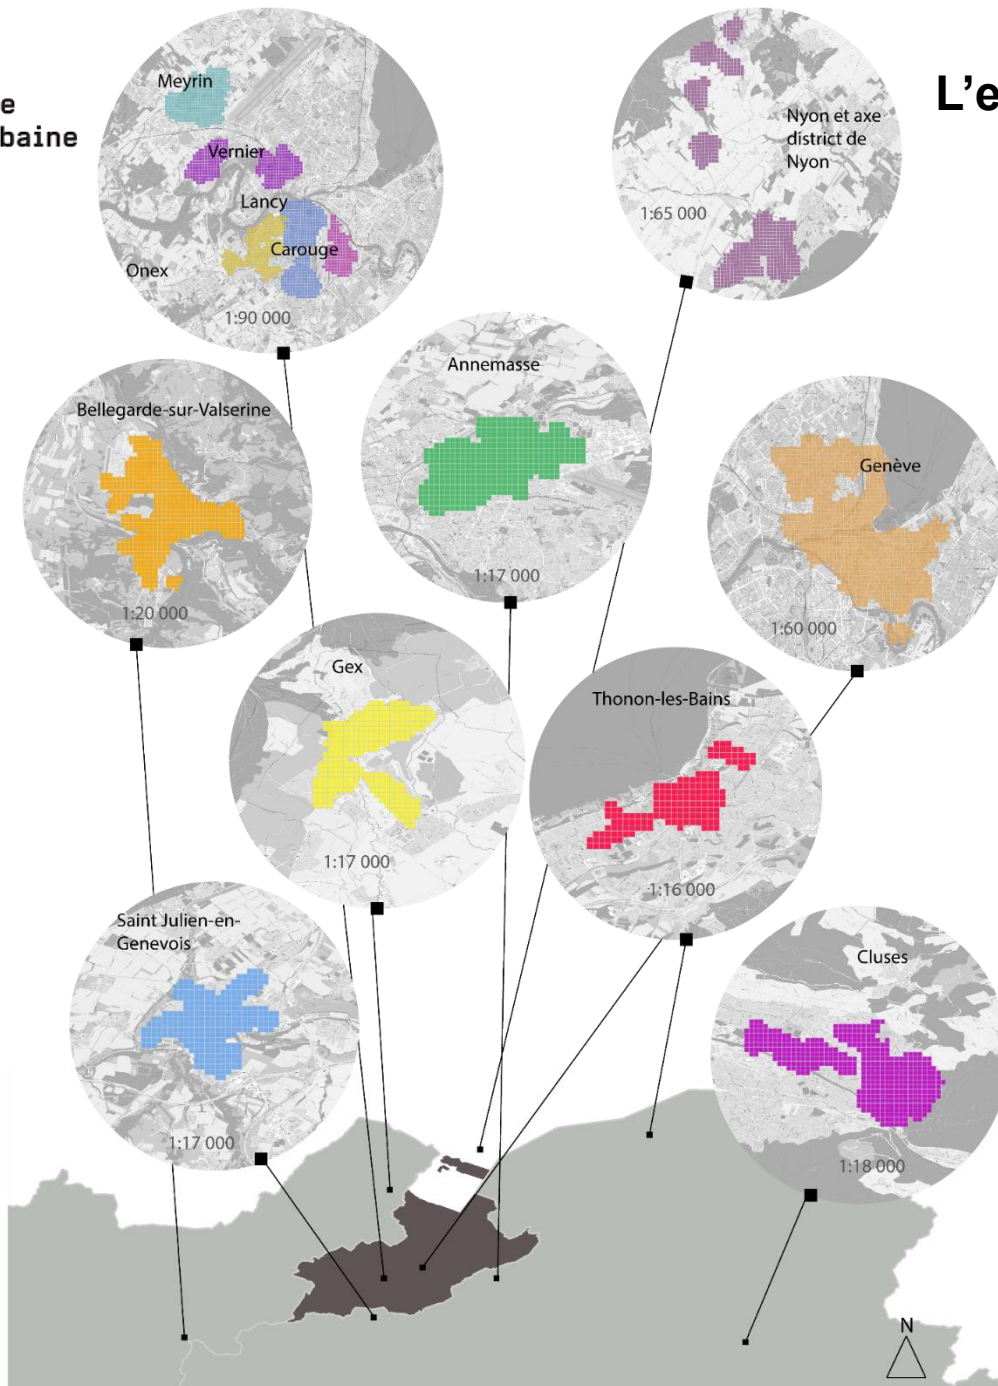 e
baine
L'e
Meyrin
Vernier
Lancy
Carouge
Onex
1:90 000
Nyon et axe
district de
Nyon
1:65 000
Annemasse
1:17 000
Bellegarde-sur-Valserine
1:20 000
Genève
1:60 000
Gex
1:17 000
Thonon-les-Bains
1:16 000
Saint Julien-en-
Genevois
1:17 000
Cluses
1:18 000
N